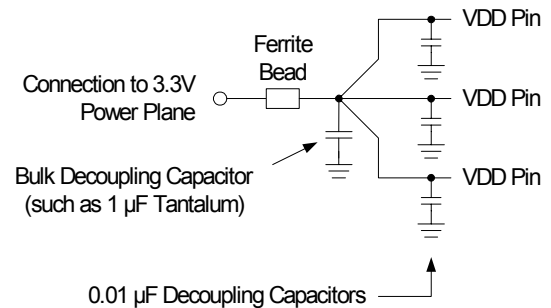 VDD Pin
Ferrite
Bead
Connection to 3.3V
Power Plane
VDD Pin
Bulk Decoupling Capacitor
(such as 1 µF Tantalum)
VDD Pin
0.01 µF Decoupling Capacitors